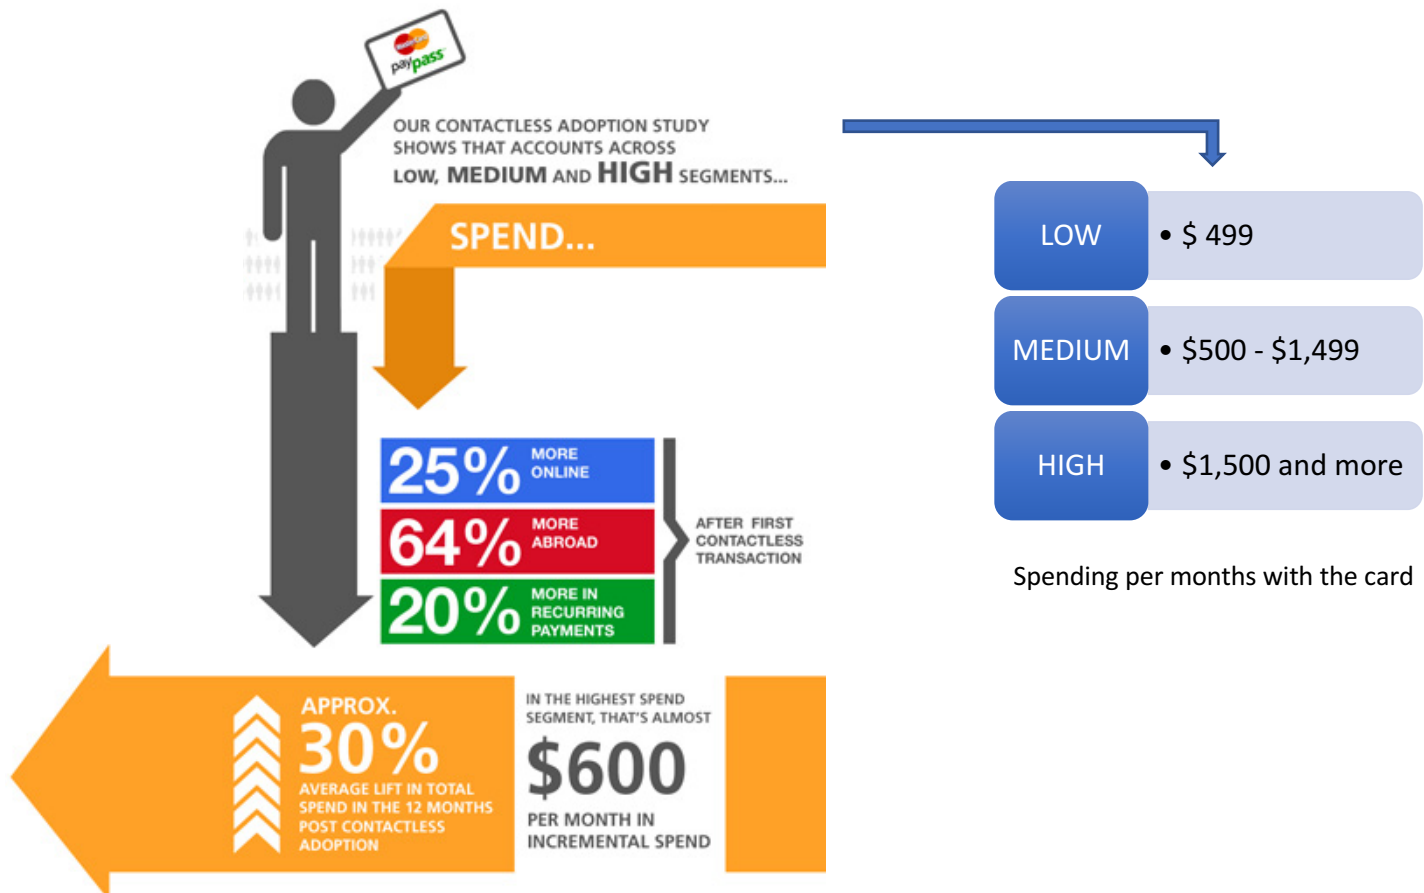 MasterCard
paypass
OUR CONTACTLESS ADOPTION STUDY
SHOWS THAT ACCOUNTS ACROSS
LOW, MEDIUM AND HIGH SEGMENTS...
SPEND...
25% MORE
ONLINE
64% MORE
ABROAD
20% MORE IN
RECURRING
PAYMENTS
AFTER FIRST
CONTACTLESS
TRANSACTION
APPROX.
30%
AVERAGE LIFT IN TOTAL
SPEND IN THE 12 MONTHS
POST CONTACTLESS
ADOPTION
IN THE HIGHEST SPEND
SEGMENT, THAT'S ALMOST
$600
PER MONTH IN
INCREMENTAL SPEND
LOW • $ 499
MEDIUM • $500 - $1,499
HIGH • $1,500 and more
Spending per months with the card